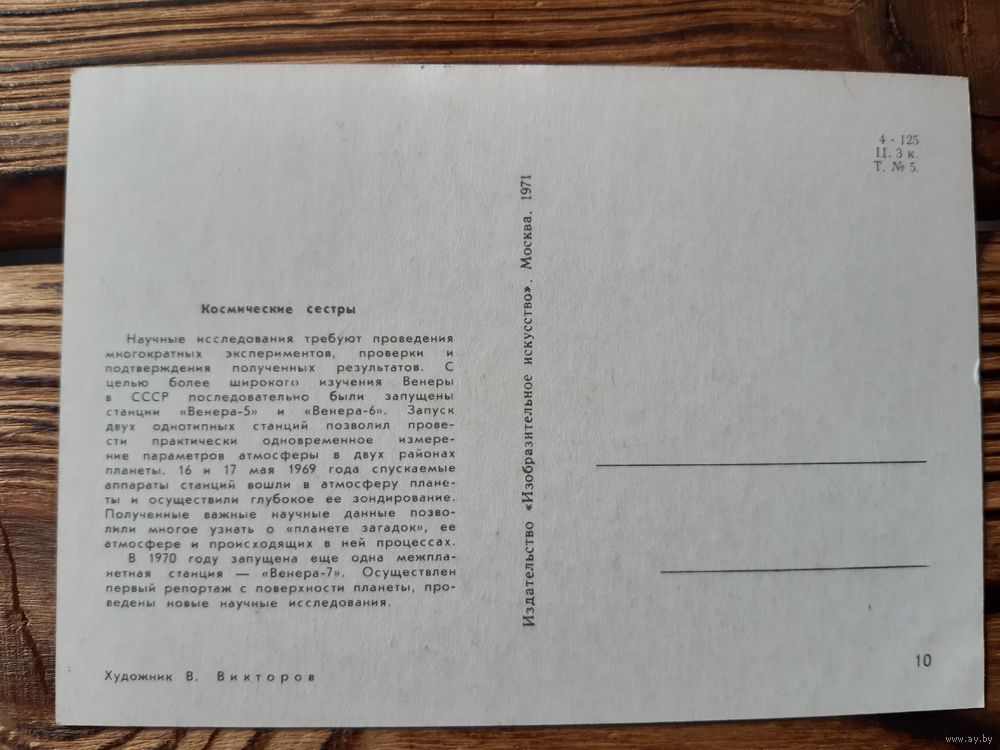 Космические сестры
Научные исследования требуют проведения
многократных экспериментов, проверки и
подтверждения полученных результатов. С
целью более широкого изучения Венеры
в СССР последовательно были запущены
станции «Венера-5» и «Венера-6». Запуск
двух однотипных станций позволил прове-
сти практически одновременное измере-
ние параметров атмосферы в двух районах
планеты. 16 и 17 мая 1969 года спускаемые
аппараты станций вошли в атмосферу плане-
ты и осуществили глубокое ее зондирование.
Полученные важные научные данные позво-
лили многое узнать о «планете загадок», ее
атмосфере и происходящих в ней процессах.
В 1970 году запущена еще одна межпла-
нетная станция — «Венера-7». Осуществлен
первый репортаж с поверхности планеты, про-
ведены новые научные исследования.
Художник В. Викторов
Издательство «Изобразительное искусство». Москва. 1971
4 - 125
Ц. 3 к.
Т. № 5.
10
www.ay.by